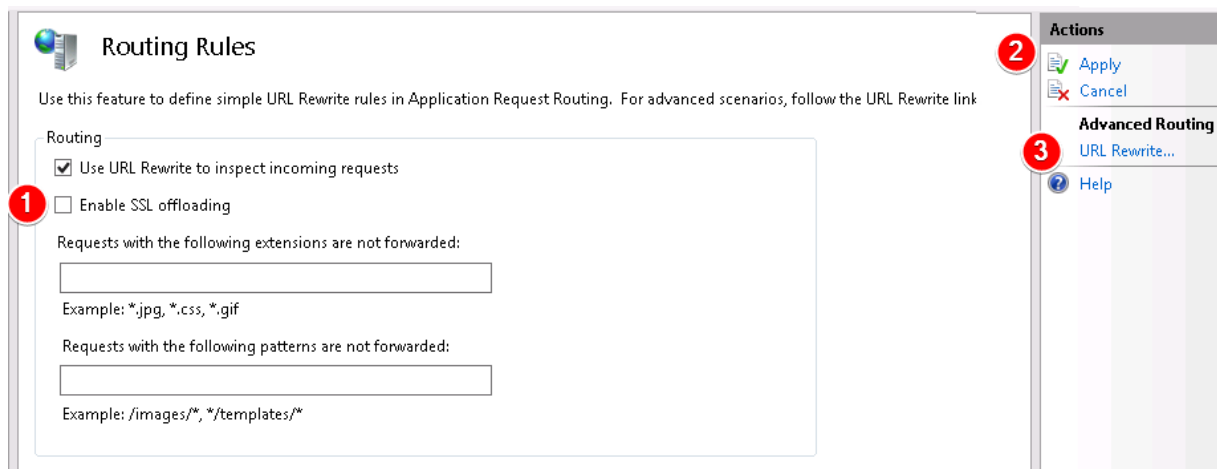 Routing Rules
Use this feature to define simple URL Rewrite rules in Application Request Routing. For advanced scenarios, follow the URL Rewrite link
Routing
Use URL Rewrite to inspect incoming requests
1 Enable SSL offloading
Requests with the following extensions are not forwarded:
Example: *.jpg, *.css, *.gif
Requests with the following patterns are not forwarded:
Example: /images/*, */templates/*
Actions
2 Apply
Cancel
Advanced Routing
3 URL Rewrite...
Help